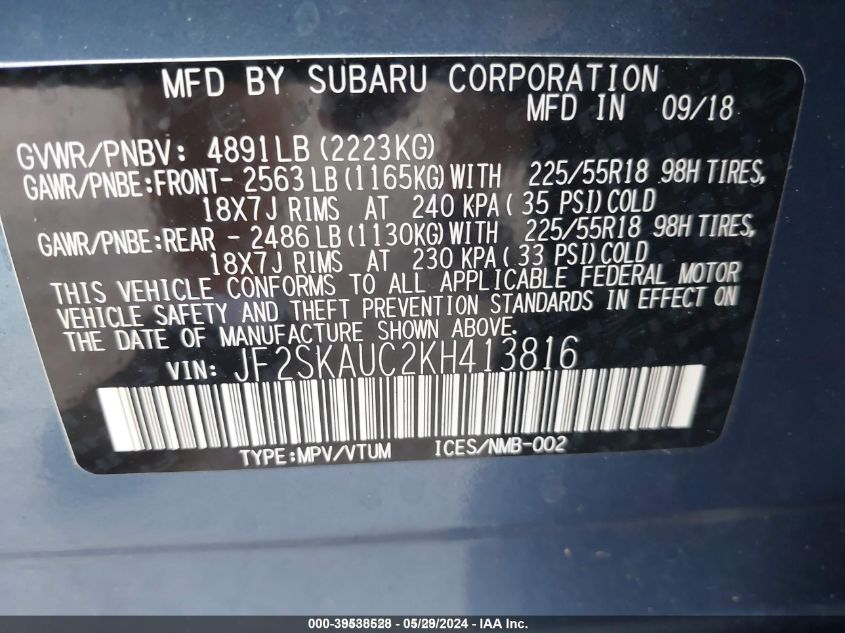 MFD BY SUBARU CORPORATION
MFD IN 09/18
GVWR/PNBV: 4891LB (2223KG)
GAWR/PNBE:FRONT- 2563 LB (1165KG) WITH 225/55R18 98H TIRES,
18X7J RIMS AT 240 KPA ( 35 PSI) COLD
GAWR/PNBE:REAR - 2486 LB (1130KG) WITH 225/55R18 98H TIRES,
18X7J RIMS AT 230 KPA ( 33 PSI) COLD
THIS VEHICLE CONFORMS TO ALL APPLICABLE FEDERAL MOTOR
VEHICLE SAFETY AND THEFT PREVENTION STANDARDS IN EFFECT ON
THE DATE OF MANUFACTURE SHOWN ABOVE.
VIN: JF2SKAUC2KH413816
TYPE:MPV/VTUM ICES/NMB-002
000-39538528 - 05/29/2024 - IAAI.com.